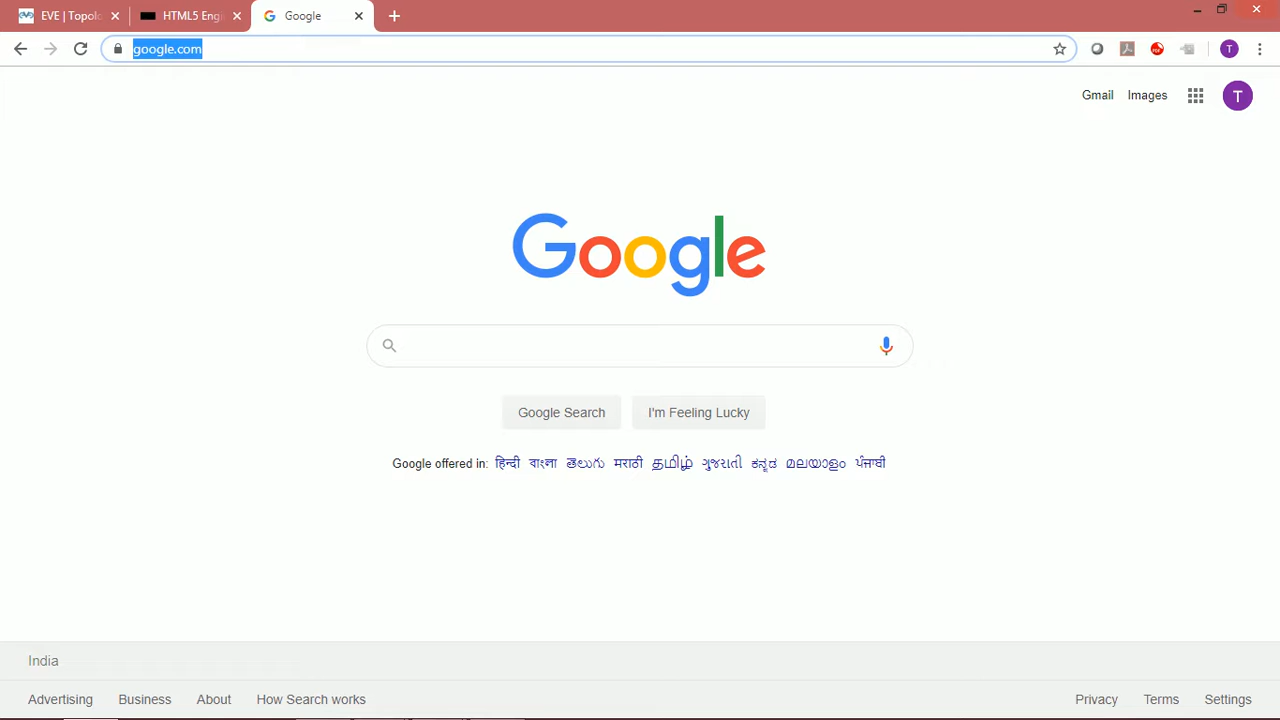 EVE | Topolo
HTML5 Engi
Google
google.com
T
Gmail Images
T
Google
Google Search
I'm Feeling Lucky
Google offered in: हिन्दी বাংলা తెలుగు मराठी தமிழ் ગુજરાતી ಕನ್ನಡ മലയാളം ਪੰਜਾਬੀ
India
Advertising Business About How Search works
Privacy Terms Settings